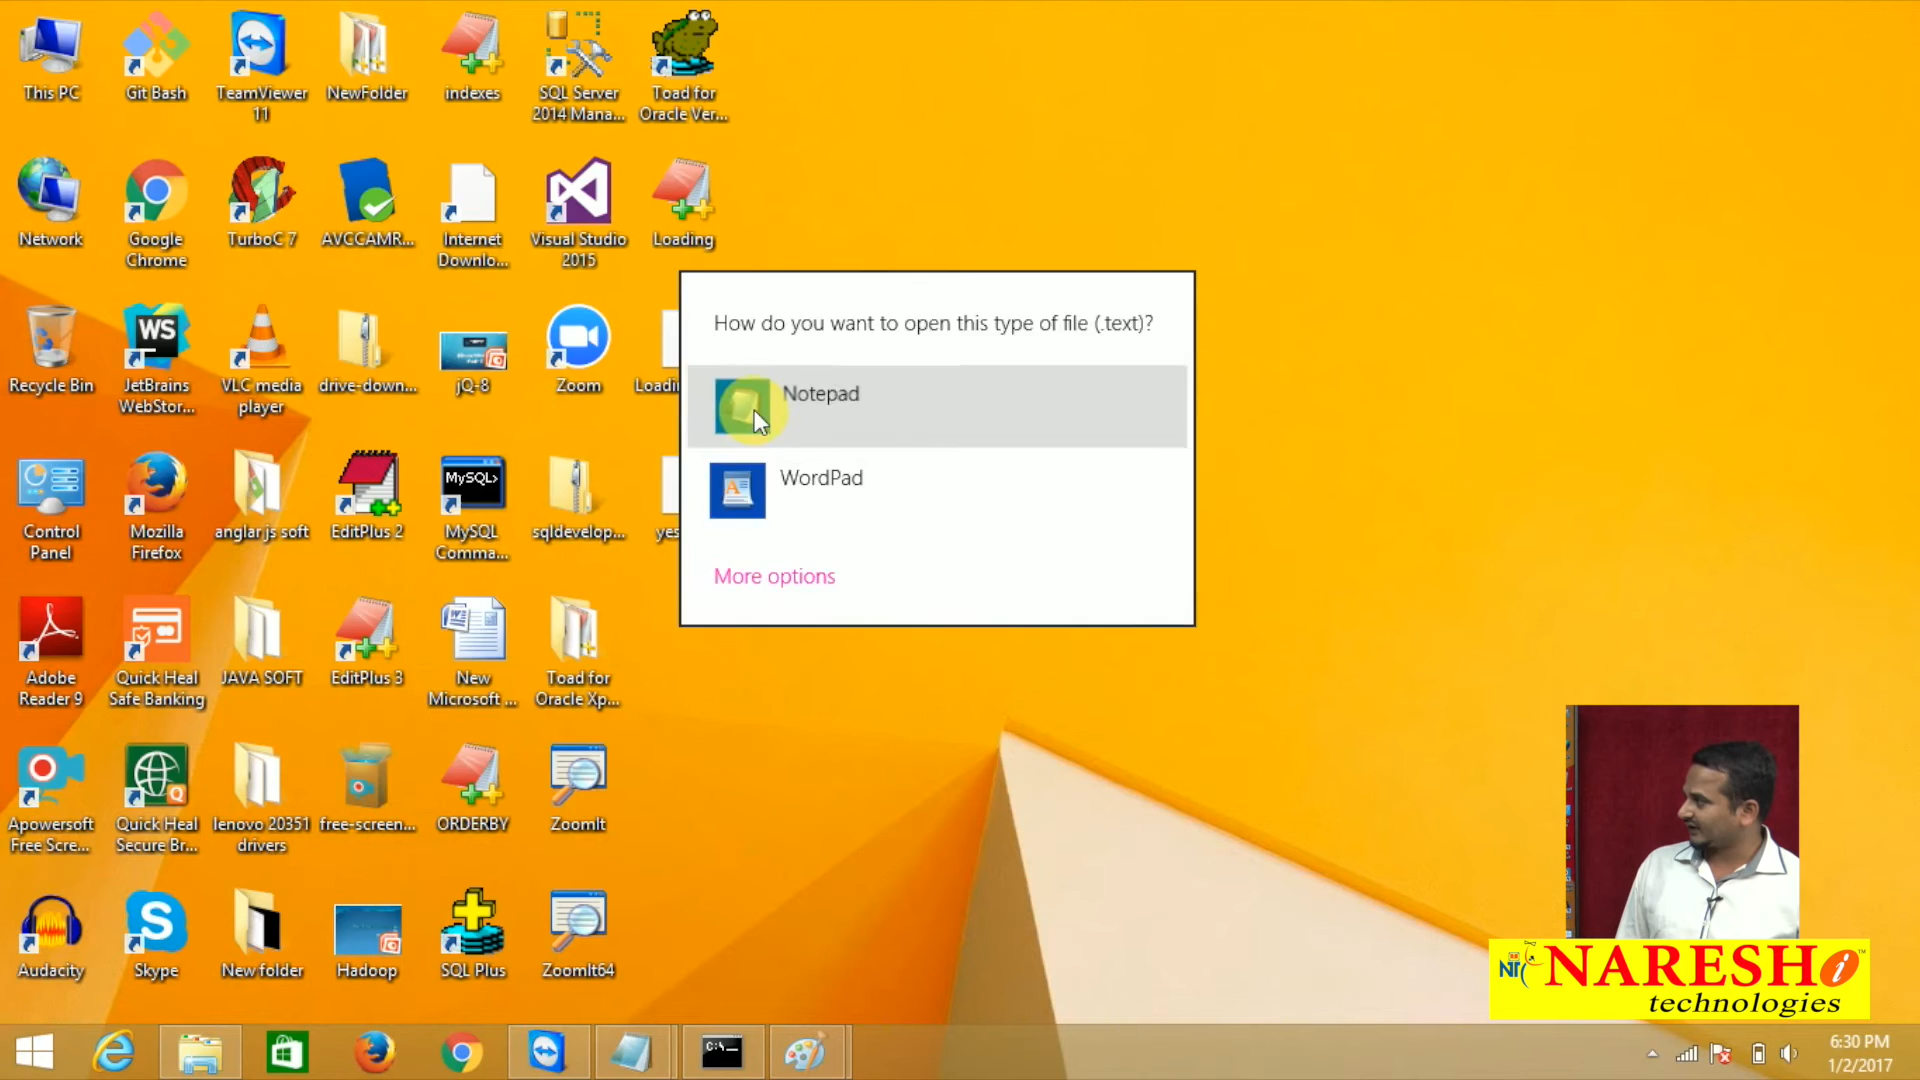 This PC
Git Bash
TeamViewer
11
NewFolder
indexes
SQL Server
2014 Mana...
Toad for
Oracle Ver...
Network
Google
Chrome
TurboC 7
AVCCAMR...
Internet
Downlo...
Visual Studio
2015
Loading
How do you want to open this type of file (.text)?
Notepad
WordPad
More options
Recycle Bin
WS
JetBrains
WebStor...
VLC media
player
drive-down...
jQ-8
Zoom
Loadi
Control
Panel
Mozilla
Firefox
anglar js soft
EditPlus 2
MySQL>
MySQL
Comma...
sqldevelop...
yes
Adobe
Reader 9
Quick Heal
Safe Banking
JAVA SOFT
EditPlus 3
New
Microsoft ...
Toad for
Oracle Xp...
Apowersoft
Free Scre...
Quick Heal
Secure Br...
lenovo 20351
drivers
free-screen...
ORDERBY
ZoomIt
Audacity
Skype
New folder
Hadoop
SQL Plus
ZoomIt64
NARESH i
technologies
C:\
6:30 PM
1/2/2017